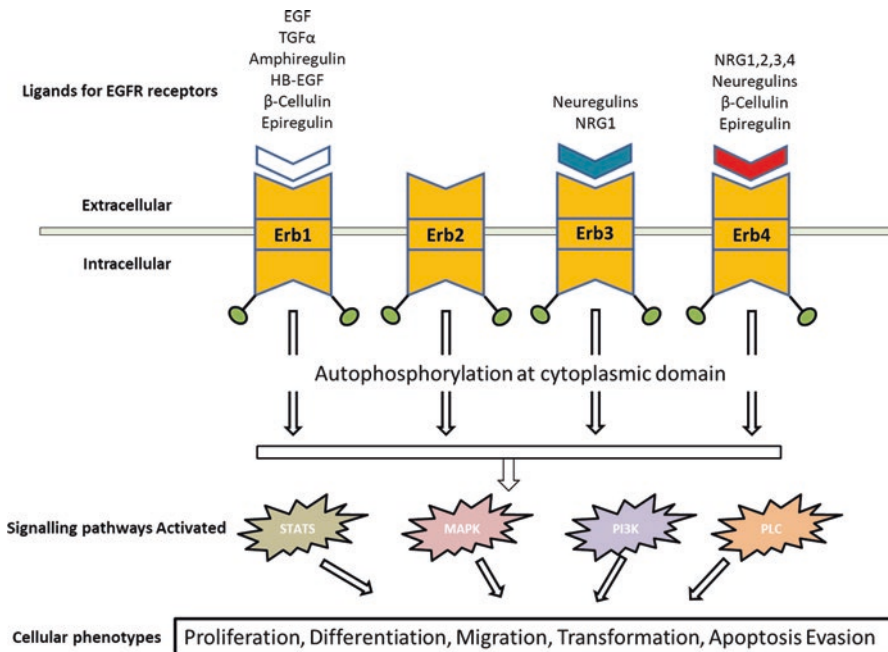 EGF
TGFα
Amphiregulin
HB-EGF
β-Cellulin
Epiregulin
Ligands for EGFR receptors
Neuregulins
NRG1
NRG1,2,3,4
Neuregulins
β-Cellulin
Epiregulin
Extracellular
Erb1
Erb2
Erb3
Erb4
Intracellular
Autophosphorylation at cytoplasmic domain
Signalling pathways Activated
STATS
MAPK
PI3K
PLC
Cellular phenotypes
Proliferation, Differentiation, Migration, Transformation, Apoptosis Evasion